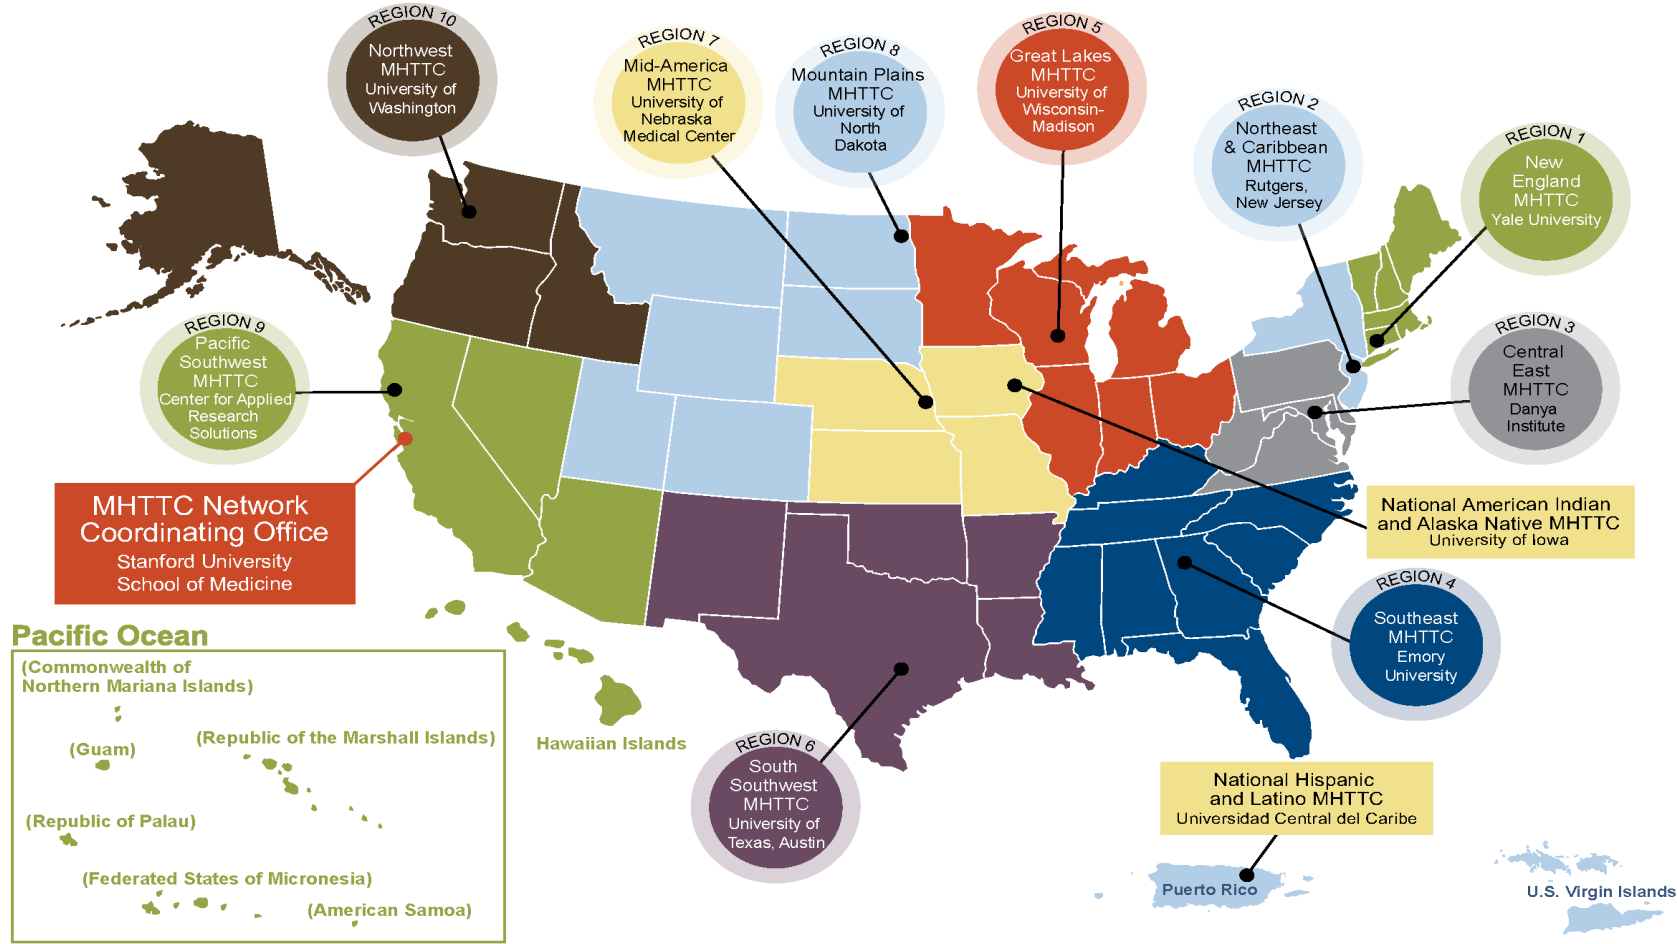 REGION 10
Northwest
MHTTC
University of
Washington
REGION 7
Mid-America
MHTTC
University of
Nebraska
Medical Center
REGION 8
Mountain Plains
MHTTC
University of
North
Dakota
REGION 5
Great Lakes
MHTTC
University of
Wisconsin-
Madison
REGION 2
Northeast
& Caribbean
MHTTC
Rutgers,
New Jersey
REGION 1
New
England
MHTTC
Yale University
REGION 9
Pacific
Southwest
MHTTC
Center for Applied
Research
Solutions
REGION 3
Central
East
MHTTC
Danya
Institute
MHTTC Network
Coordinating Office
Stanford University
School of Medicine
National American Indian
and Alaska Native MHTTC
University of Iowa
REGION 4
Southeast
MHTTC
Emory
University
Pacific Ocean
(Commonwealth of
Northern Mariana Islands)
(Guam)
(Republic of the Marshall Islands)
(Republic of Palau)
(Federated States of Micronesia)
(American Samoa)
Hawaiian Islands
REGION 6
South
Southwest
MHTTC
University of
Texas, Austin
National Hispanic
and Latino MHTTC
Universidad Central del Caribe
Puerto Rico
U.S. Virgin Islands